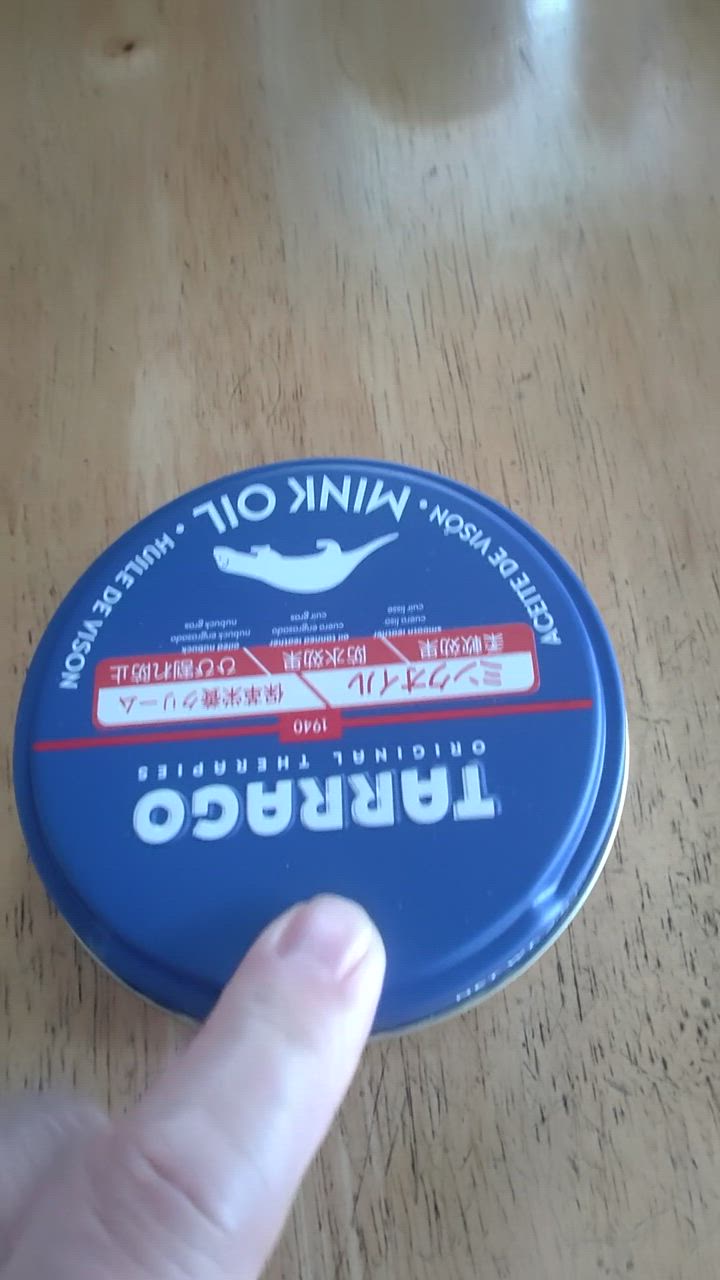 TARRAGO
ORIGINAL THERAPIES
1940
ミンクオイル 保革栄養クリーム
柔軟効果 防水効果 ひび割れ防止
smooth leather
cuero liso
cuir lisse
oil tanned leather
cuero engrasado
cuir gras
oiled nubuck
nubuck engrasado
nubuck gras
ACEITE DE VISÓN • MINK OIL • HUILE DE VISON